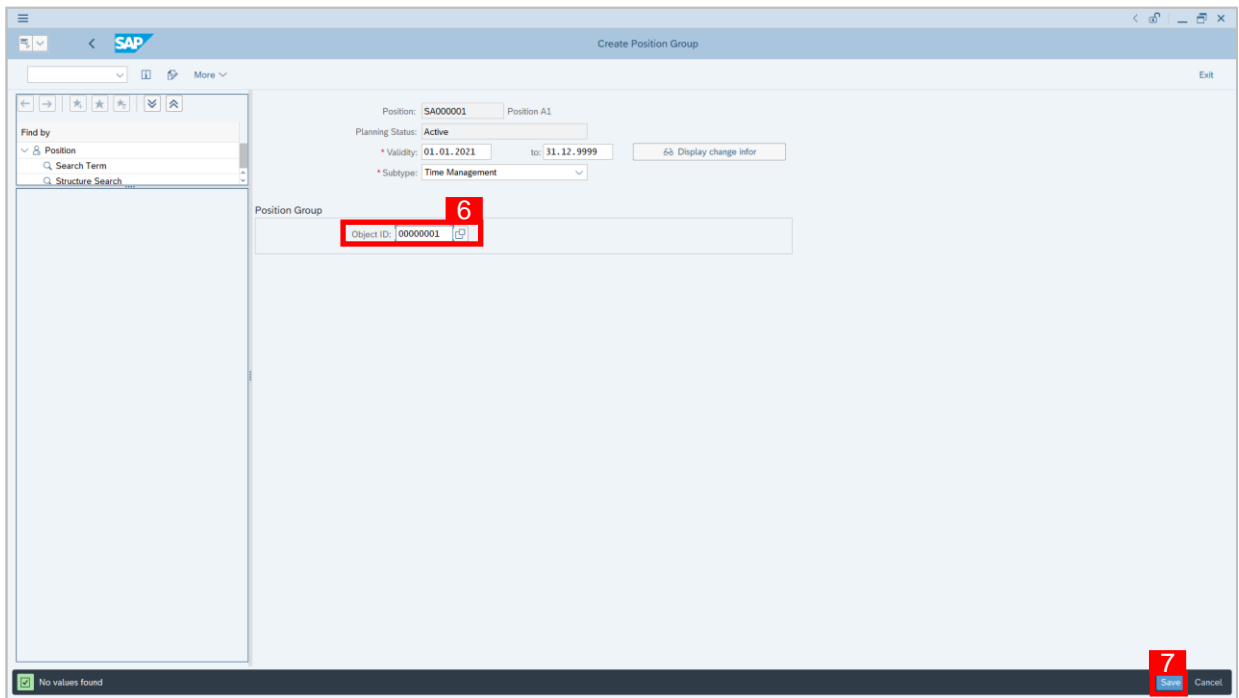 SAP
Create Position Group
More
Exit
Find by
Position
Search Term
Structure Search
Position: SA000001 Position A1
Planning Status: Active
* Validity: 01.01.2021 to: 31.12.9999 Display change infor
* Subtype: Time Management
Position Group
6
Object ID: 00000001
7
No values found
Save Cancel